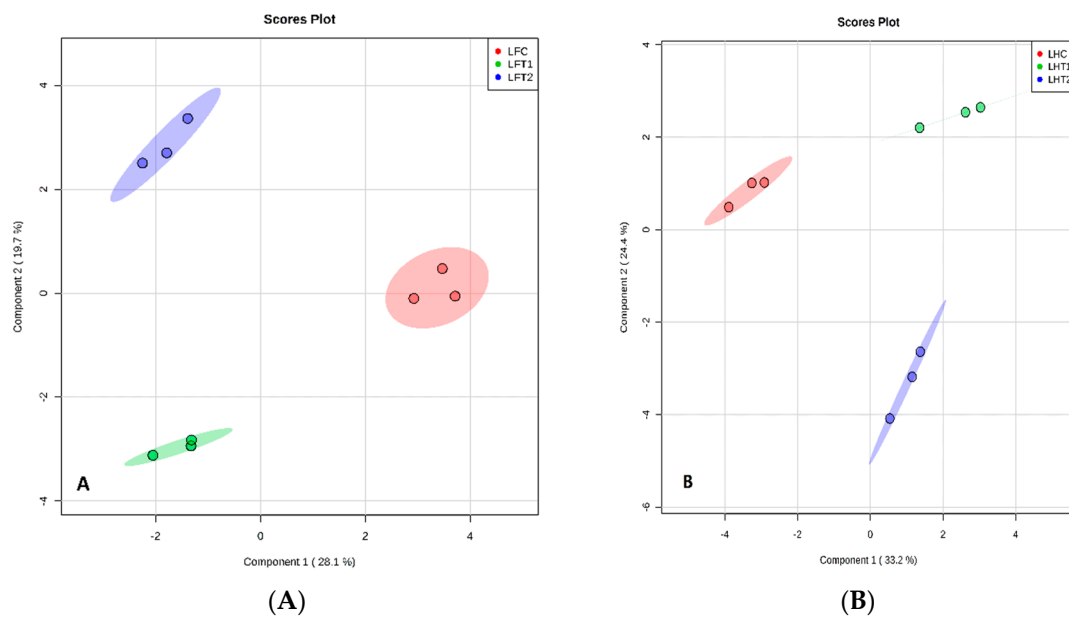 Scores Plot
LFC
LFT1
LFT2
4
2
0
-2
-4
Component 2 ( 19.7 %)
A
-2
0
2
4
Component 1 ( 28.1 %)
(A)
Scores Plot
LHC
LHT1
LHT2
4
2
0
-2
-4
-6
Component 2 ( 24.4 %)
B
-4
-2
0
2
4
Component 1 ( 33.2 %)
(B)